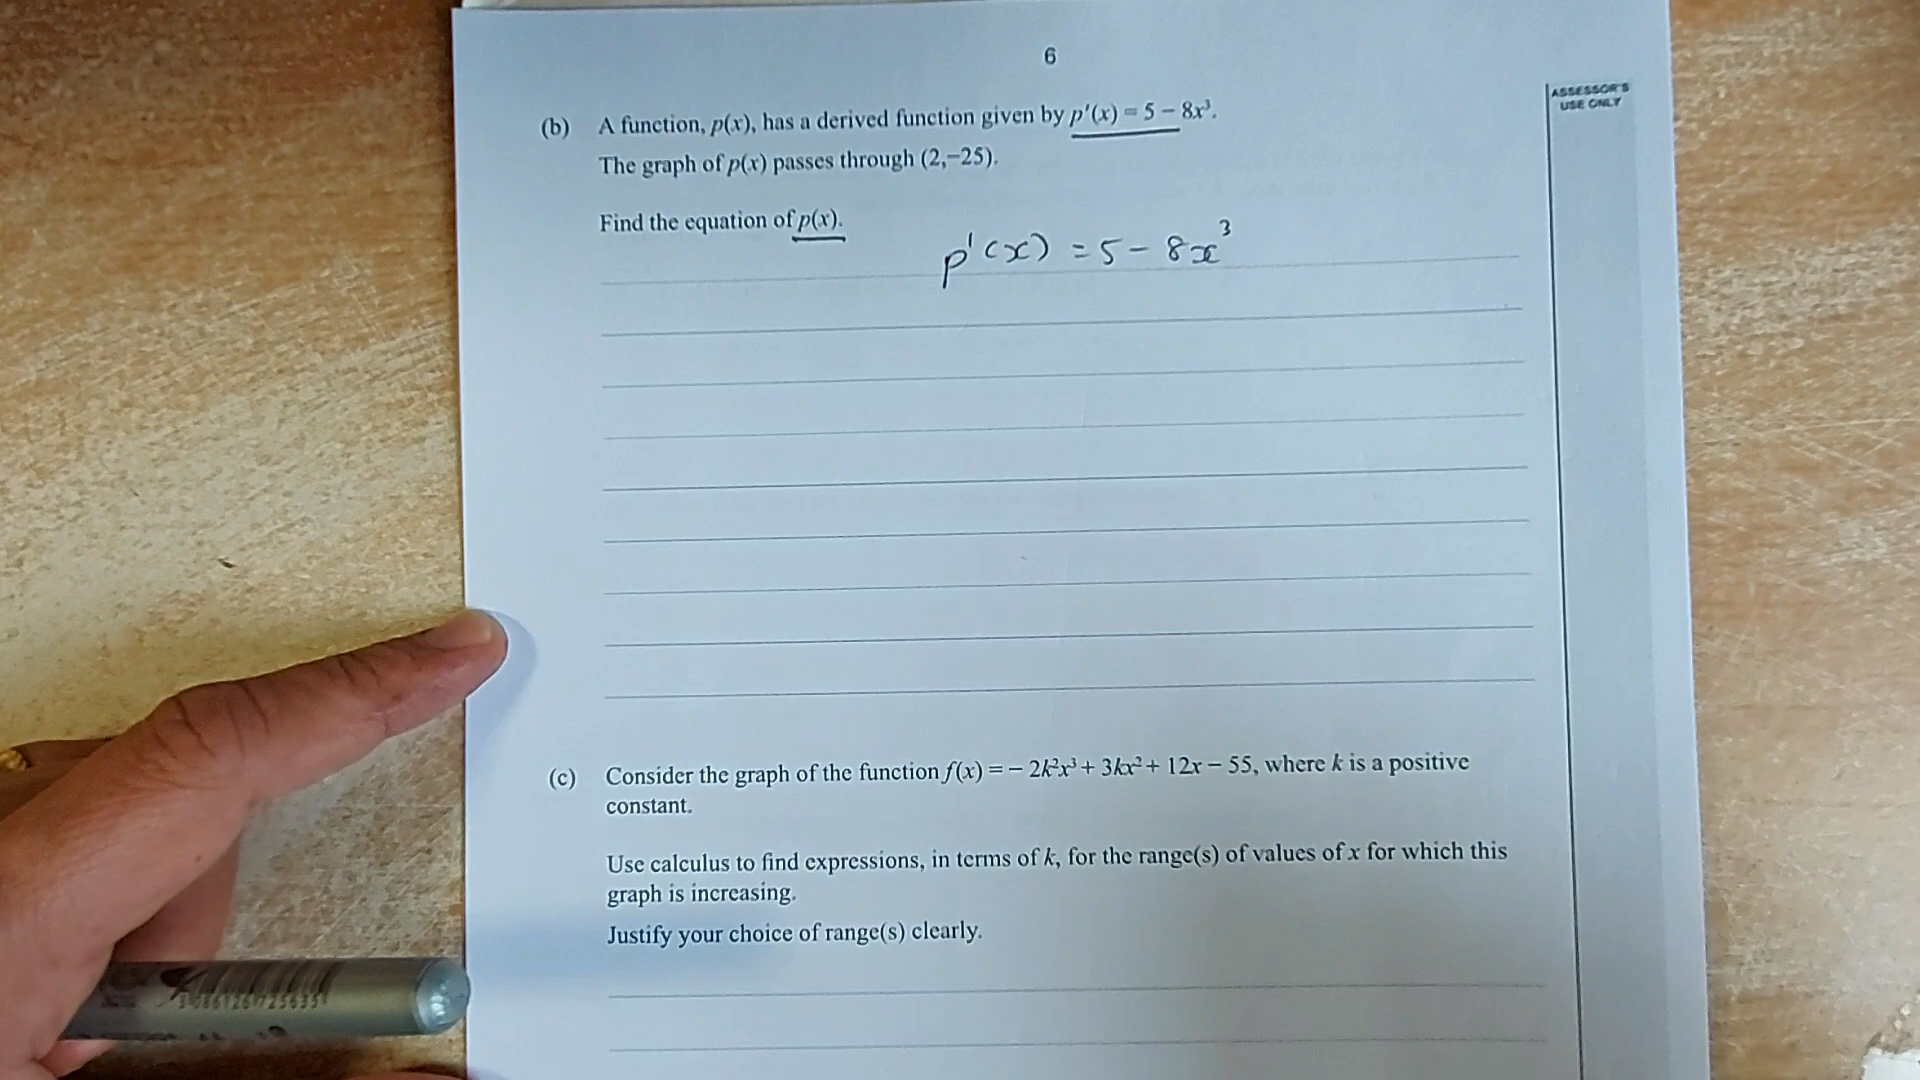 6
ASSESSOR'S
USE ONLY
(b) A function, p(x), has a derived function given by p′(x) = 5 – 8x³.
The graph of p(x) passes through (2,–25).
Find the equation of p(x).
p'(x) = 5 - 8x³
(c) Consider the graph of the function f(x) = – 2k²x³ + 3kx² + 12x – 55, where k is a positive
constant.
Use calculus to find expressions, in terms of k, for the range(s) of values of x for which this
graph is increasing.
Justify your choice of range(s) clearly.